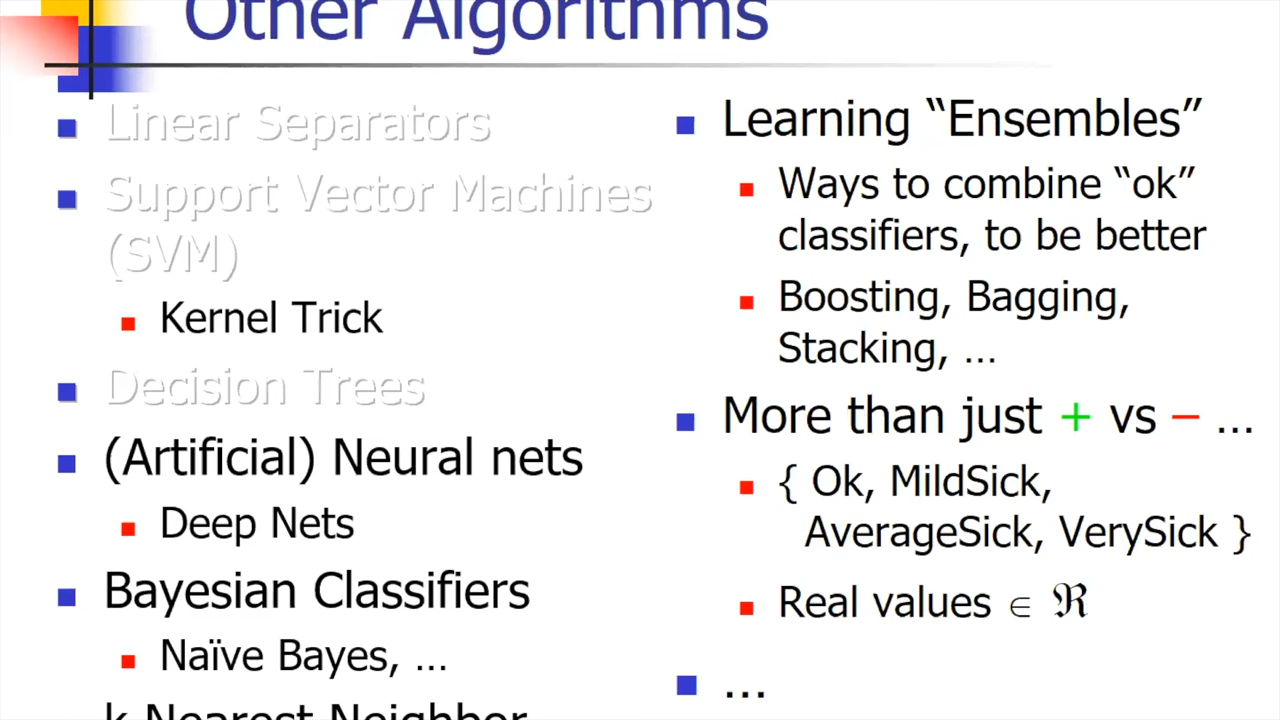 Other Algorithms
Linear Separators
Support Vector Machines
(SVM)
Kernel Trick
Decision Trees
(Artificial) Neural nets
Deep Nets
Bayesian Classifiers
Naïve Bayes, …
k-Nearest Neighbor
Learning “Ensembles”
Ways to combine “ok”
classifiers, to be better
Boosting, Bagging,
Stacking, …
More than just + vs – …
{ Ok, MildSick,
AverageSick, VerySick }
Real values ∈ ℜ
…